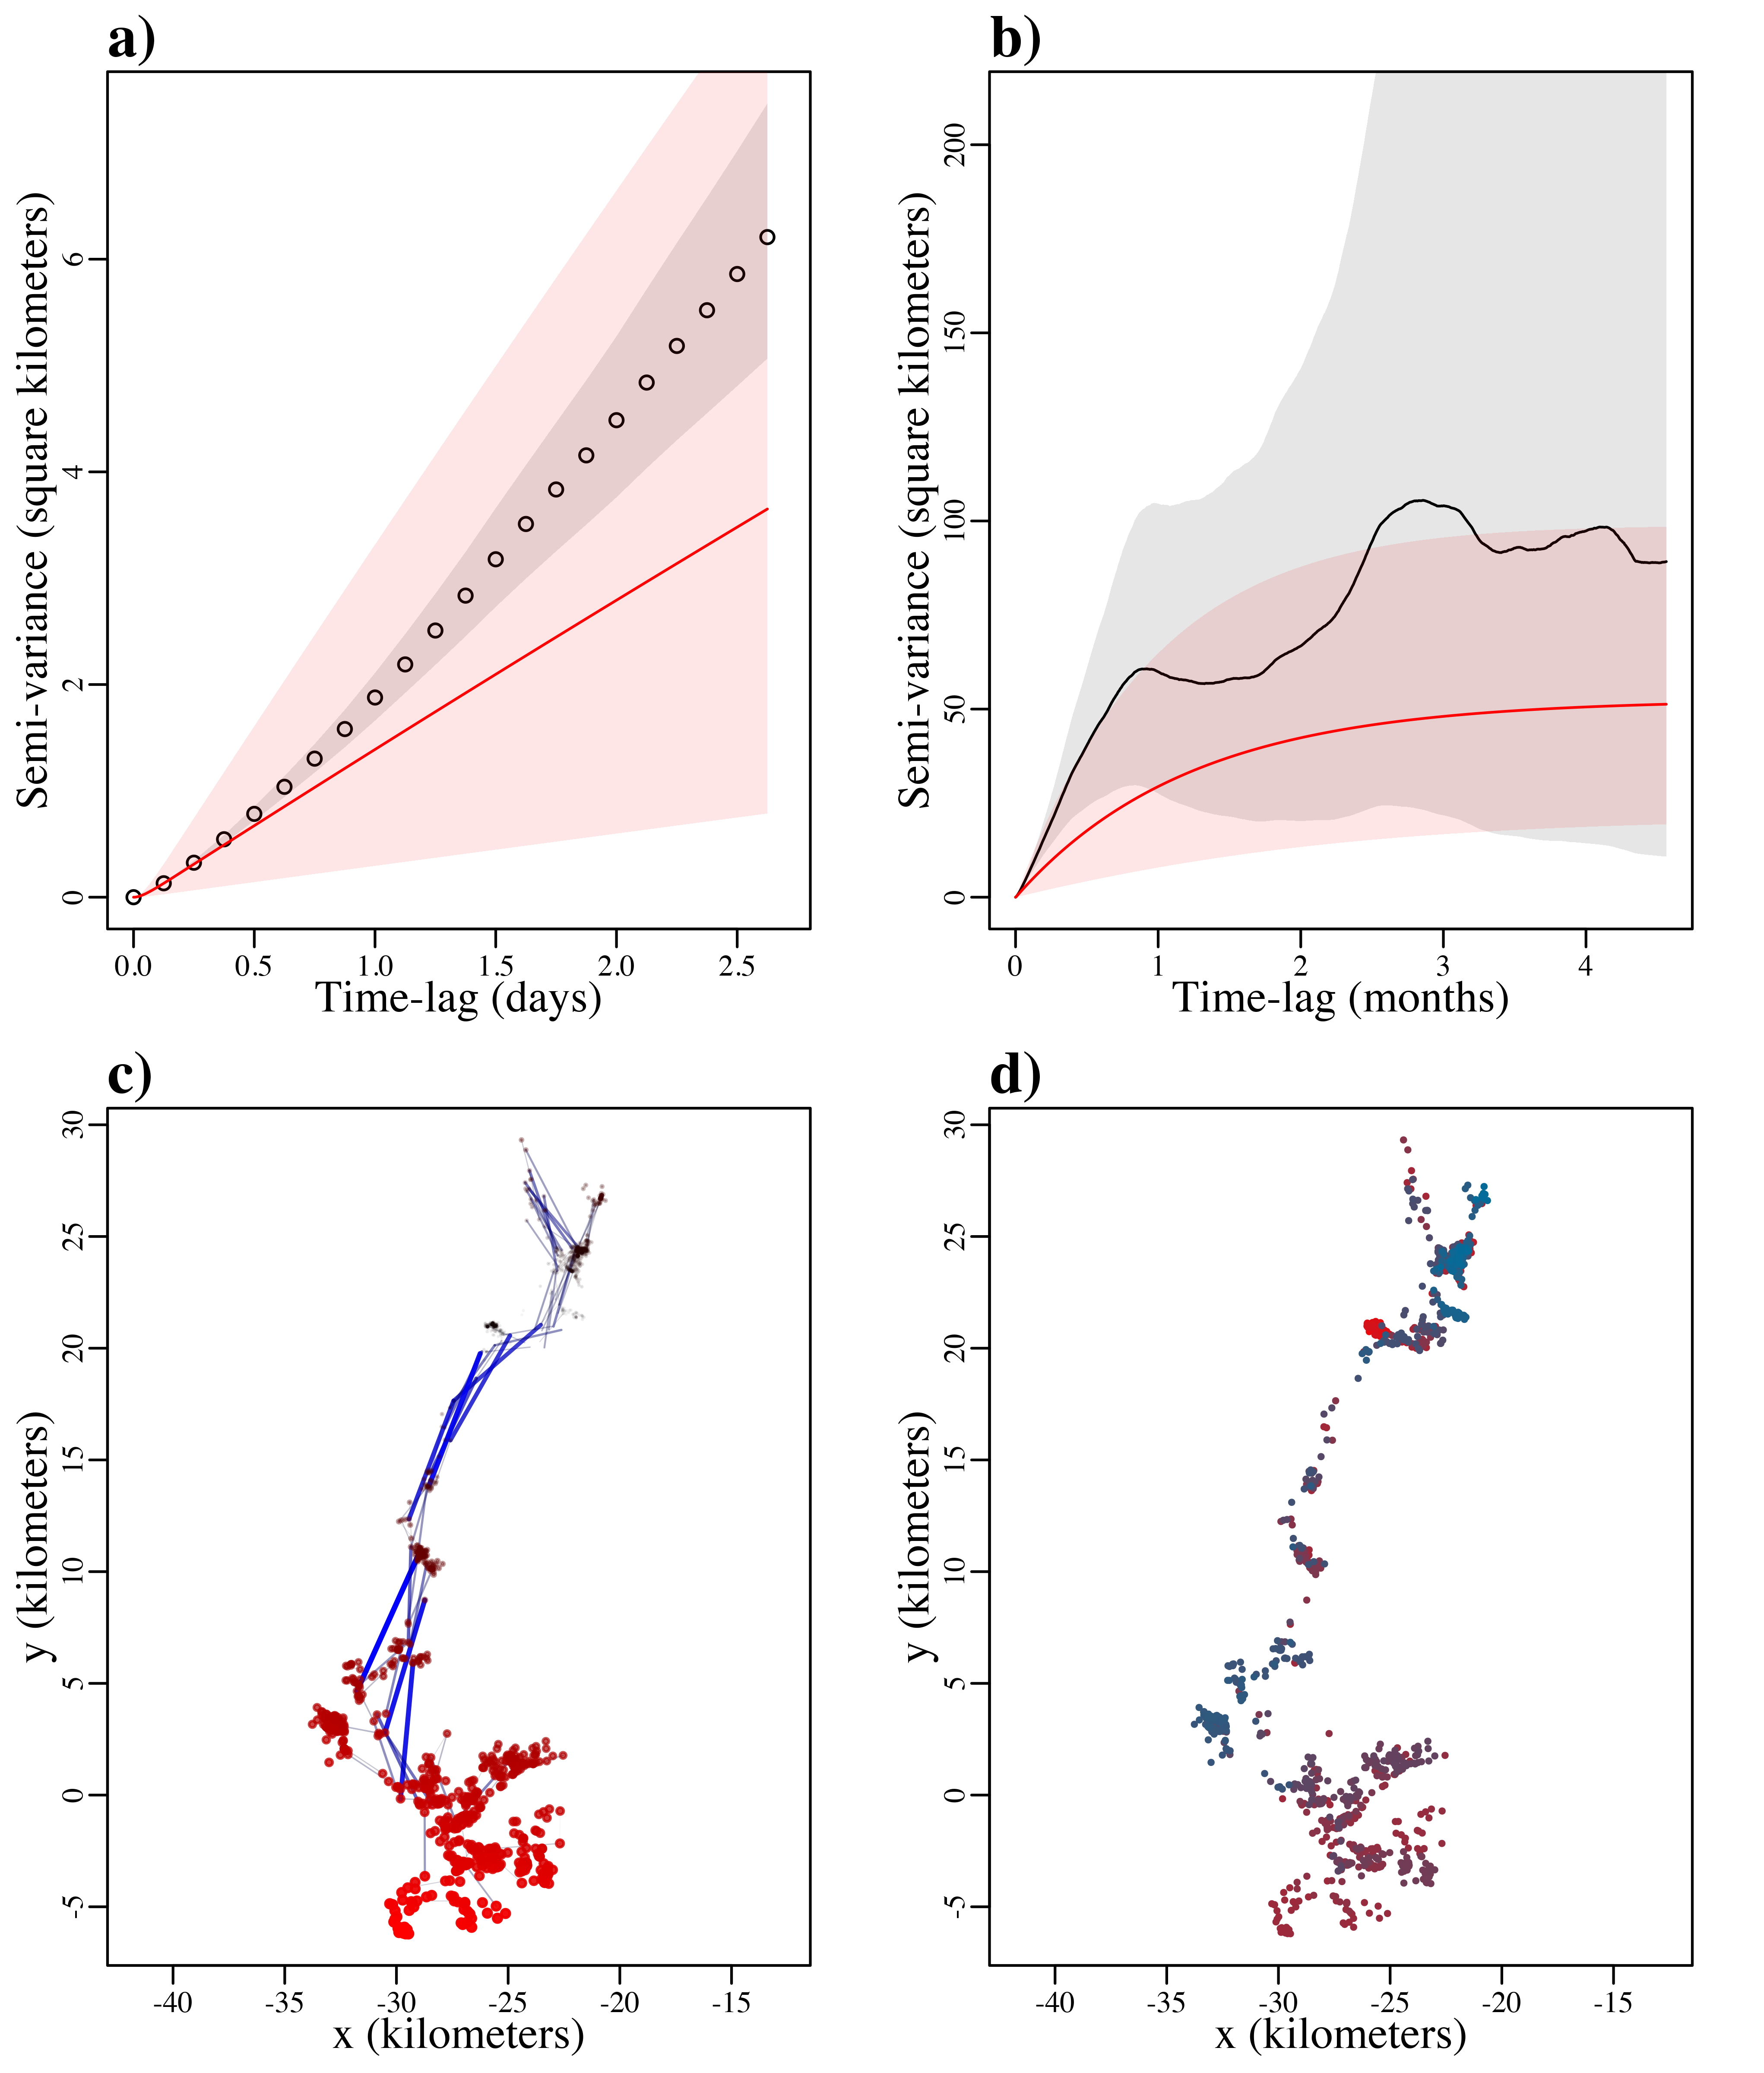 a)
Semi-variance (square kilometers)
6
4
2
0
0.0 0.5 1.0 1.5 2.0 2.5
Time-lag (days)
b)
Semi-variance (square kilometers)
200
150
100
50
0
0 1 2 3 4
Time-lag (months)
c)
y (kilometers)
30
25
20
15
10
5
0
-5
-40 -35 -30 -25 -20 -15
x (kilometers)
d)
y (kilometers)
30
25
20
15
10
5
0
-5
-40 -35 -30 -25 -20 -15
x (kilometers)